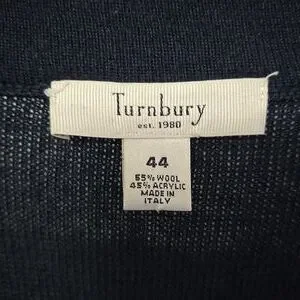 Turnbury
est. 1980
44
55% WOOL
45% ACRYLIC
MADE IN
ITALY